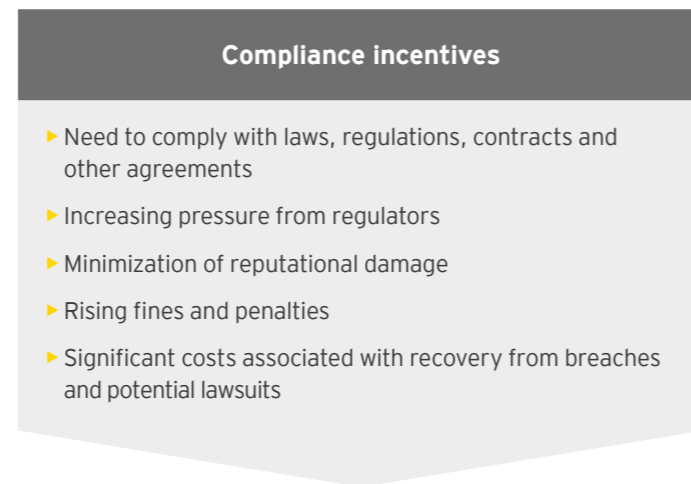 Compliance incentives
Need to comply with laws, regulations, contracts and
other agreements
Increasing pressure from regulators
Minimization of reputational damage
Rising fines and penalties
Significant costs associated with recovery from breaches
and potential lawsuits